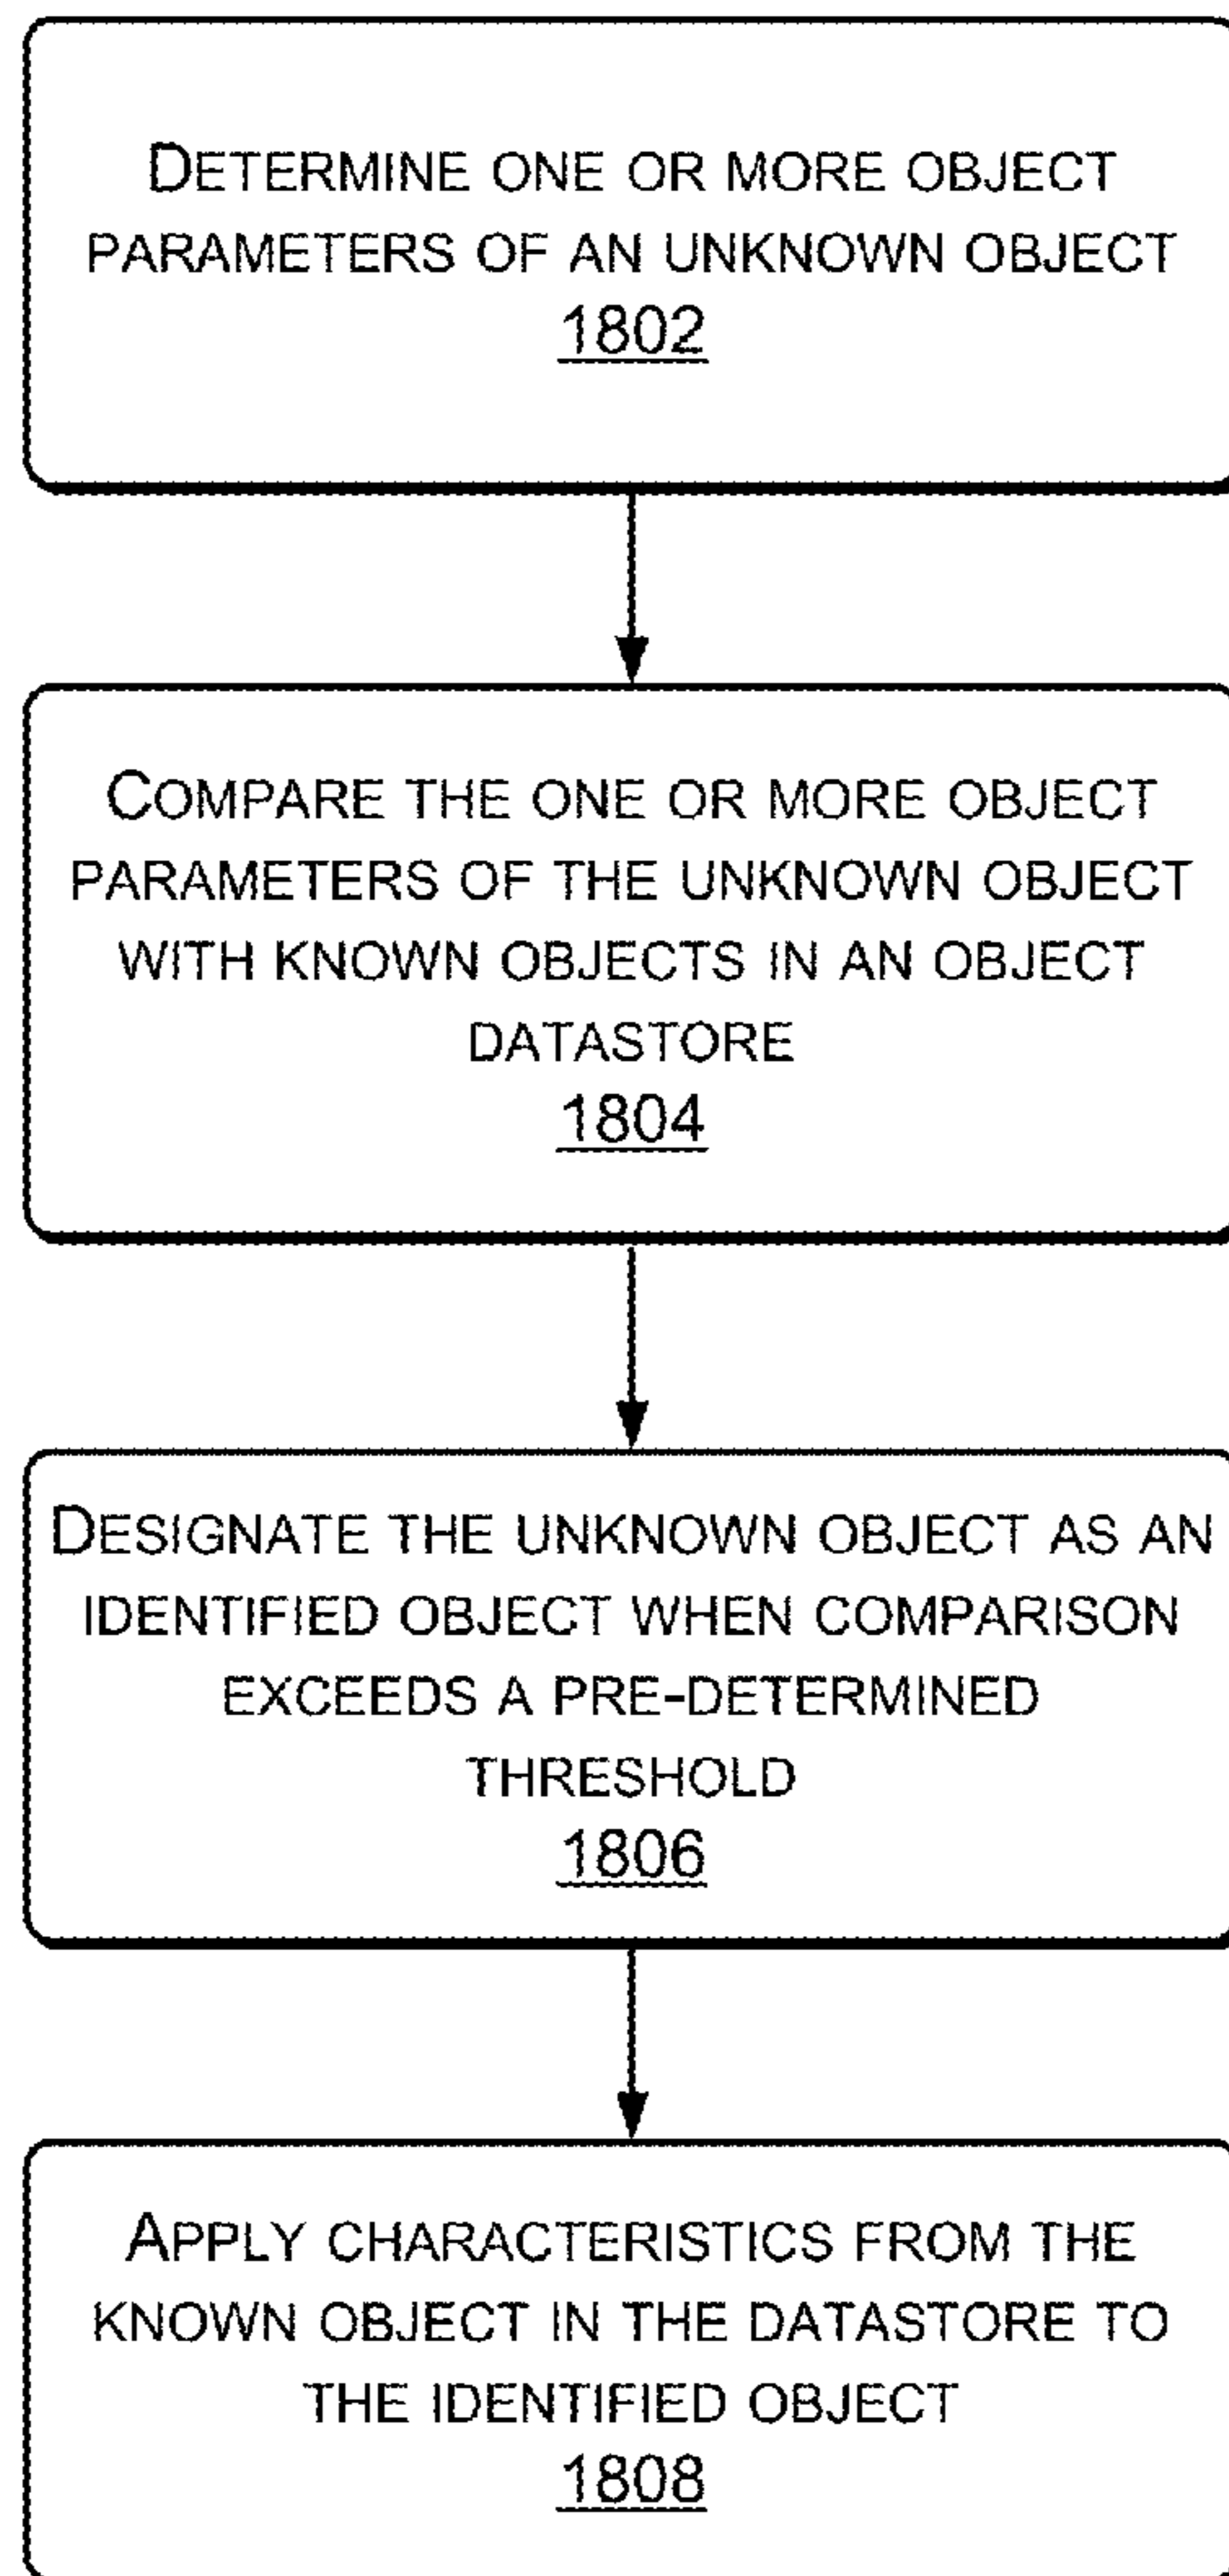 DETERMINE ONE OR MORE OBJECT
PARAMETERS OF AN UNKNOWN OBJECT
1802
COMPARE THE ONE OR MORE OBJECT
PARAMETERS OF THE UNKNOWN OBJECT
WITH KNOWN OBJECTS IN AN OBJECT
DATASTORE
1804
DESIGNATE THE UNKNOWN OBJECT AS AN
IDENTIFIED OBJECT WHEN COMPARISON
EXCEEDS A PRE-DETERMINED
THRESHOLD
1806
APPLY CHARACTERISTICS FROM THE
KNOWN OBJECT IN THE DATASTORE TO
THE IDENTIFIED OBJECT
1808